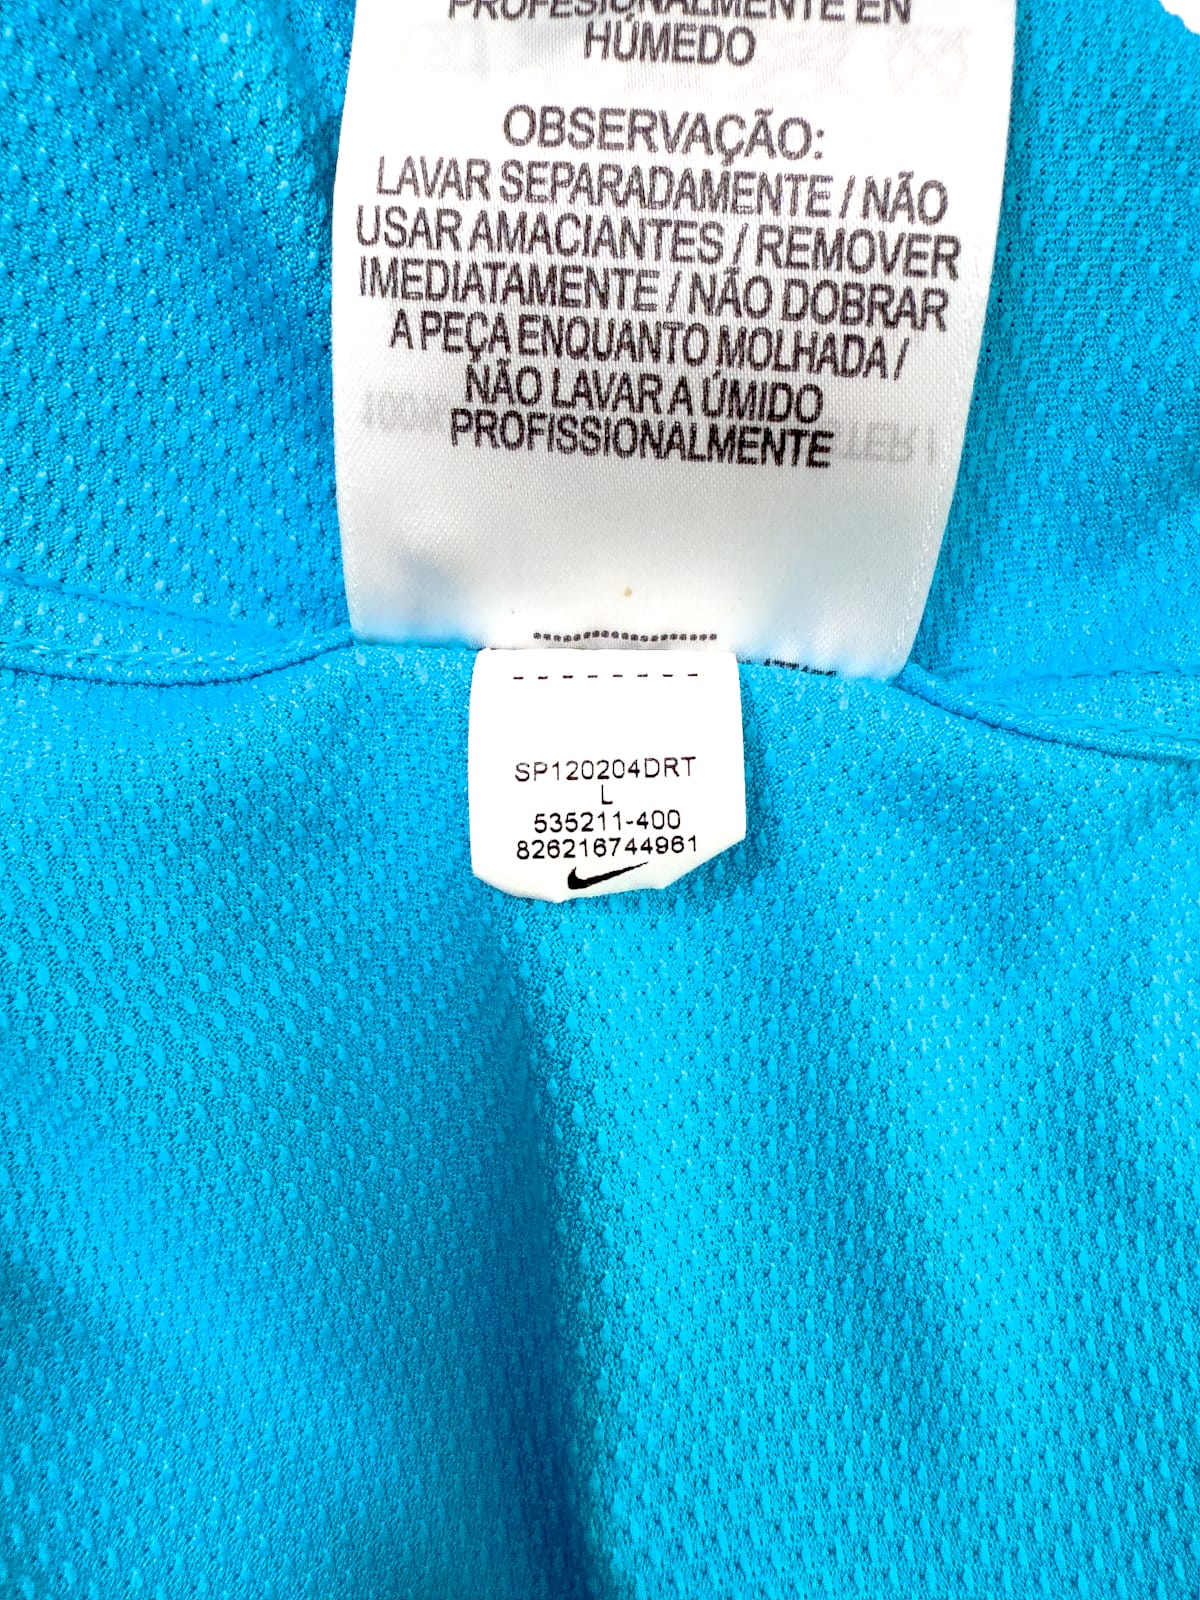 PROFESIONALMENTE EN
HÚMEDO
OBSERVAÇÃO:
LAVAR SEPARADAMENTE / NÃO
USAR AMACIANTES / REMOVER
IMEDIATAMENTE / NÃO DOBRAR
A PEÇA ENQUANTO MOLHADA /
NÃO LAVAR A ÚMIDO
PROFISSIONALMENTE
SP120204DRT
L
535211-400
826216744961